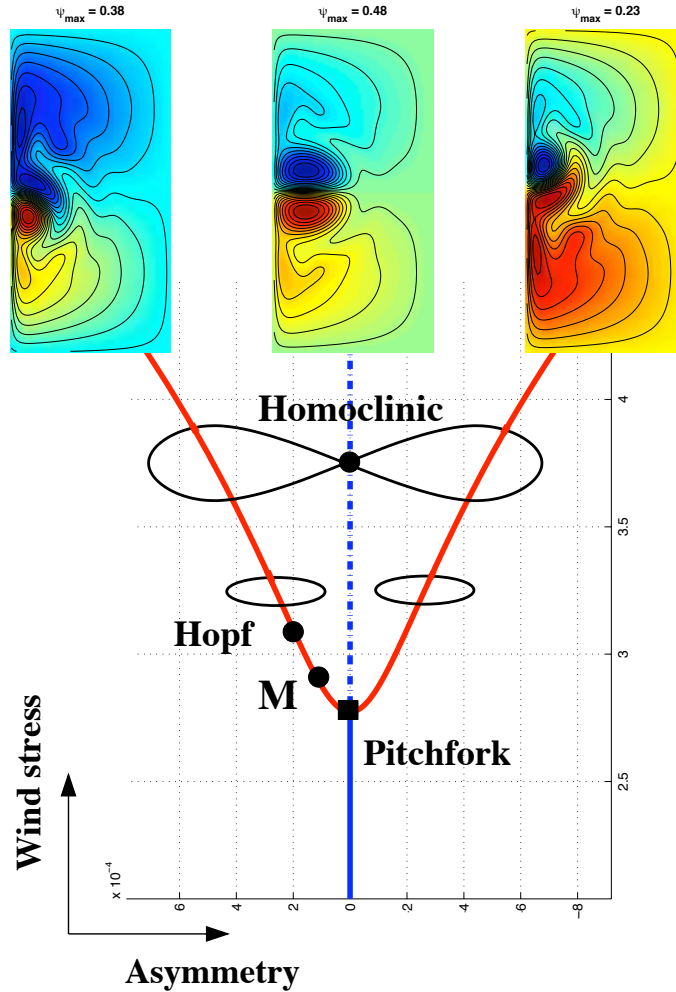 ψmax = 0.38
ψmax = 0.48
ψmax = 0.23
Homoclinic
Hopf
M
Pitchfork
4
3.5
3
2.5
Wind stress
x 10⁻⁴
6 4 2 0 -2 -4 -6 -8
Asymmetry